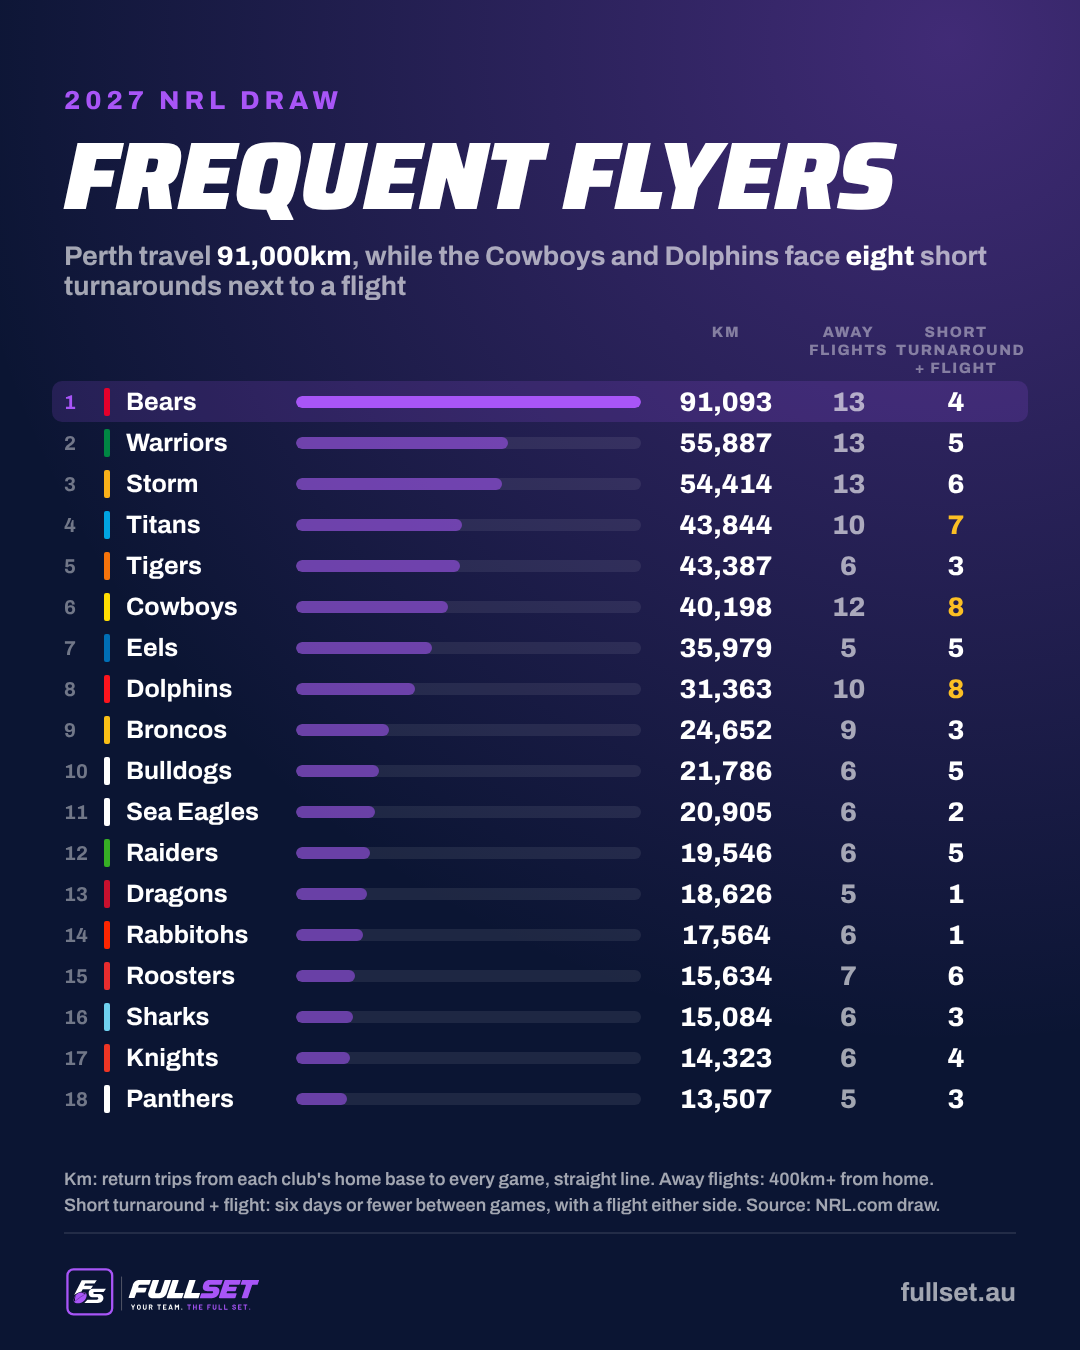 2027 NRL DRAW
FREQUENT FLYERS
Perth travel 91,000km, while the Cowboys and Dolphins face eight short
turnarounds next to a flight
KM AWAY FLIGHTS SHORT TURNAROUND + FLIGHT
1 Bears 91,093 13 4
2 Warriors 55,887 13 5
3 Storm 54,414 13 6
4 Titans 43,844 10 7
5 Tigers 43,387 6 3
6 Cowboys 40,198 12 8
7 Eels 35,979 5 5
8 Dolphins 31,363 10 8
9 Broncos 24,652 9 3
10 Bulldogs 21,786 6 5
11 Sea Eagles 20,905 6 2
12 Raiders 19,546 6 5
13 Dragons 18,626 5 1
14 Rabbitohs 17,564 6 1
15 Roosters 15,634 7 6
16 Sharks 15,084 6 3
17 Knights 14,323 6 4
18 Panthers 13,507 5 3
Km: return trips from each club's home base to every game, straight line. Away flights: 400km+ from home.
Short turnaround + flight: six days or fewer between games, with a flight either side. Source: NRL.com draw.
FS FULLSET
YOUR TEAM. THE FULL SET.
fullset.au